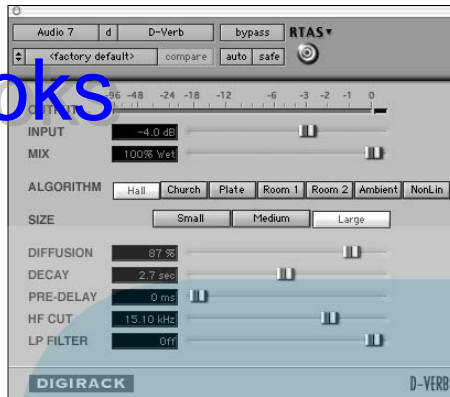 Audio 7 d D-Verb bypass RTAS
<factory default> compare auto safe
oks
-96 -48 -24 -18 -12 -6 -3 -2 -1 0
OUTPUT
INPUT -4.0 dB
MIX 100% Wet
ALGORITHM Hall Church Plate Room 1 Room 2 Ambient NonLin
SIZE Small Medium Large
DIFFUSION 87 %
DECAY 2.7 sec
PRE-DELAY 0 ms
HF CUT 15.10 kHz
LP FILTER Off
DIGIRACK D-VERB